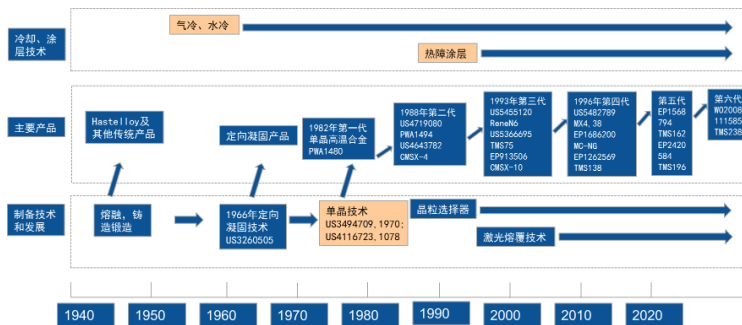 冷却、涂
层技术
气冷、水冷
热障涂层
主要产品
Hastelloy及
其他传统产品
定向凝固产品
1982年第一代
单晶高温合金
PWA1480
1988年第二代
US4719080
PWA1494
US4643782
CMSX-4
1993年第三代
US5455120
ReneN6
US5366695
TMS75
EP913506
CMSX-10
1996年第四代
US5482789
MX4,38
EP1686200
MC-NG
EP1262569
TMS138
第五代
EP1568
794
TMS162
EP2420
5B4
TMS196
第六代
WO2008
111585
TMS238
制备技术
和发展
熔融,铸
造锻造
1966年定向
凝固技术
US3260505
单晶技术
US3494709,1970;
US4116723,1078
晶粒选择器
激光熔覆技术
1940
1950
1960
1970
1980
1990
2000
2010
2020